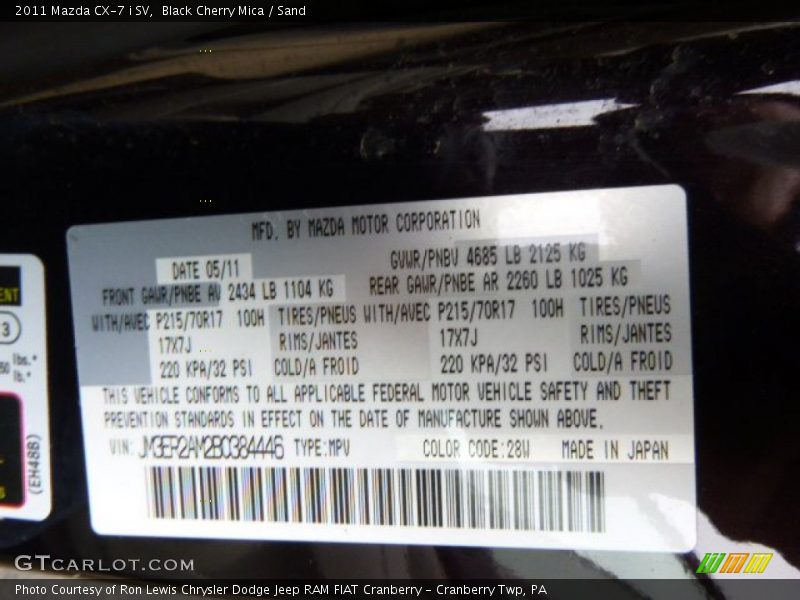 2011 Mazda CX-7 i SV, Black Cherry Mica / Sand
MFD. BY MAZDA MOTOR CORPORATION
DATE 05/11 GVWR/PNBV 4685 LB 2125 KG
FRONT GAWR/PNBE AV 2434 LB 1104 KG REAR GAWR/PNBE AR 2260 LB 1025 KG
WITH/AVEC P215/70R17 100H TIRES/PNEUS WITH/AVEC P215/70R17 100H TIRES/PNEUS
17X7J RIMS/JANTES 17X7J RIMS/JANTES
220 KPA/32 PSI COLD/A FROID 220 KPA/32 PSI COLD/A FROID
THIS VEHICLE CONFORMS TO ALL APPLICABLE FEDERAL MOTOR VEHICLE SAFETY AND THEFT
PREVENTION STANDARDS IN EFFECT ON THE DATE OF MANUFACTURE SHOWN ABOVE.
VIN: JM3ER2AM2B0384446 TYPE:MPV COLOR CODE:28W MADE IN JAPAN
3
lbs.*
lb.*
(EH48B)
GTCARLOT.COM
Photo Courtesy of Ron Lewis Chrysler Dodge Jeep RAM FIAT Cranberry – Cranberry Twp, PA